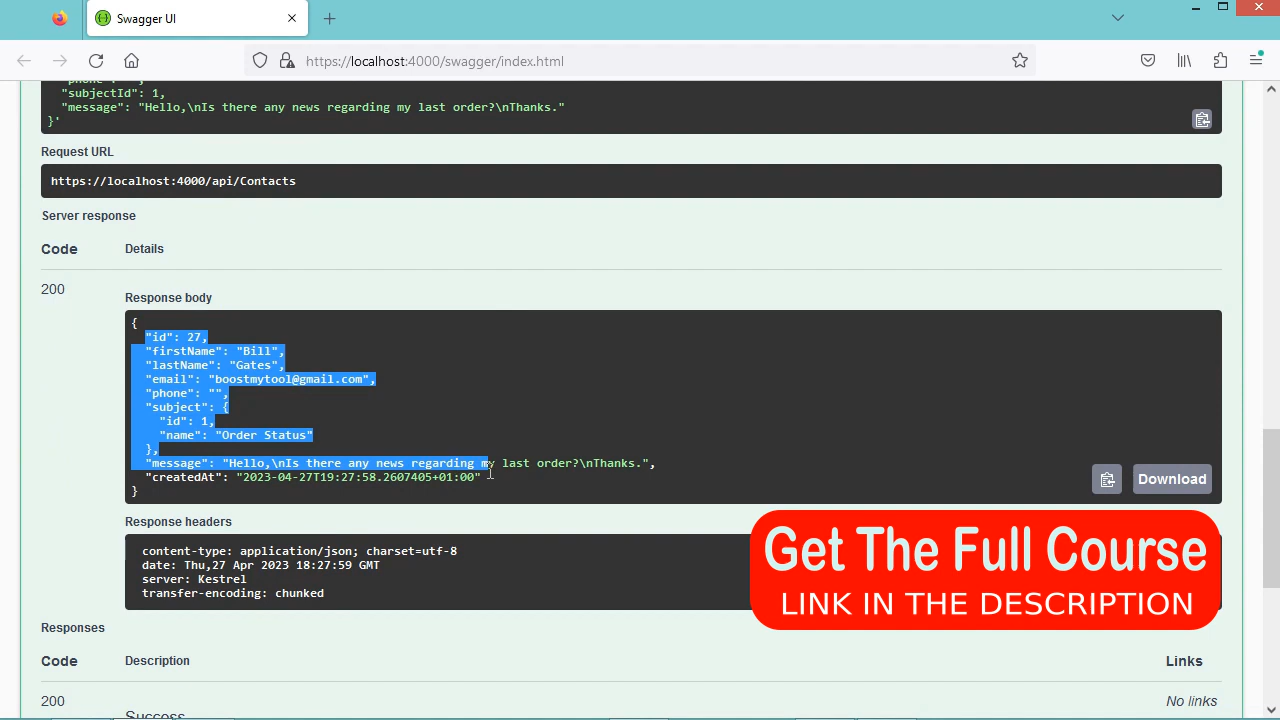 Swagger UI
https://localhost:4000/swagger/index.html
"subjectId": 1,
"message": "Hello,\nIs there any news regarding my last order?\nThanks."
}'
Request URL
https://localhost:4000/api/Contacts
Server response
Code Details
200
Response body
{
"id": 27,
"firstName": "Bill",
"lastName": "Gates",
"email": "boostmytool@gmail.com",
"phone": "",
"subject": {
"id": 1,
"name": "Order Status"
},
"message": "Hello,\nIs there any news regarding my last order?\nThanks.",
"createdAt": "2023-04-27T19:27:58.2607405+01:00"
}
Download
Response headers
content-type: application/json; charset=utf-8
date: Thu,27 Apr 2023 18:27:59 GMT
server: Kestrel
transfer-encoding: chunked
Get The Full Course
LINK IN THE DESCRIPTION
Responses
Code Description Links
200 No links
Success